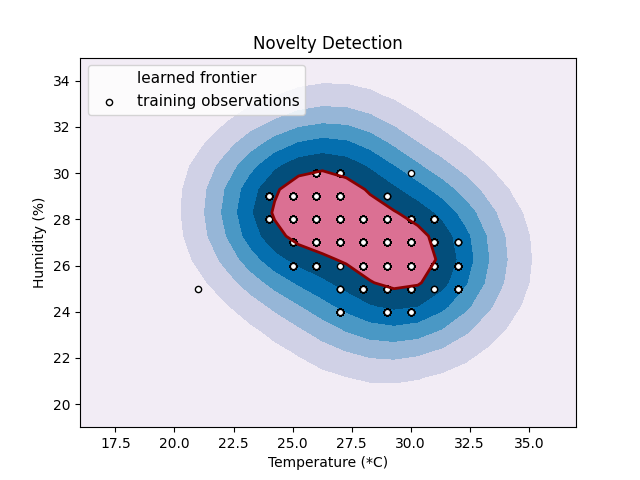 Novelty Detection
learned frontier
training observations
34
32
30
28
26
24
22
20
Humidity (%)
17.5 20.0 22.5 25.0 27.5 30.0 32.5 35.0
Temperature (*C)